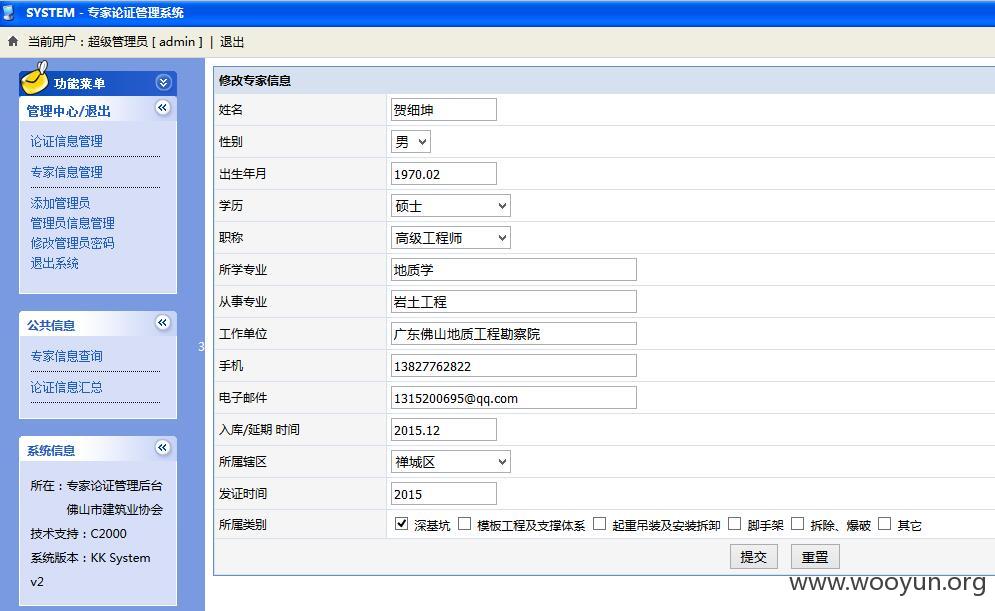 SYSTEM - 专家论证管理系统
当前用户：超级管理员 [ admin ] | 退出
功能菜单
管理中心/退出
论证信息管理
专家信息管理
添加管理员
管理员信息管理
修改管理员密码
退出系统
公共信息
专家信息查询
论证信息汇总
系统信息
所在：专家论证管理后台
佛山市建筑业协会
技术支持：C2000
系统版本：KK System
v2
3
修改专家信息
姓名 贺细坤
性别 男
出生年月 1970.02
学历 硕士
职称 高级工程师
所学专业 地质学
从事专业 岩土工程
工作单位 广东佛山地质工程勘察院
手机 13827762822
电子邮件 1315200695@qq.com
入库/延期 时间 2015.12
所属辖区 禅城区
发证时间 2015
所属类别 深基坑 模板工程及支撑体系 起重吊装及安装拆卸 脚手架 拆除、爆破 其它
提交 重置
www.wooyun.org